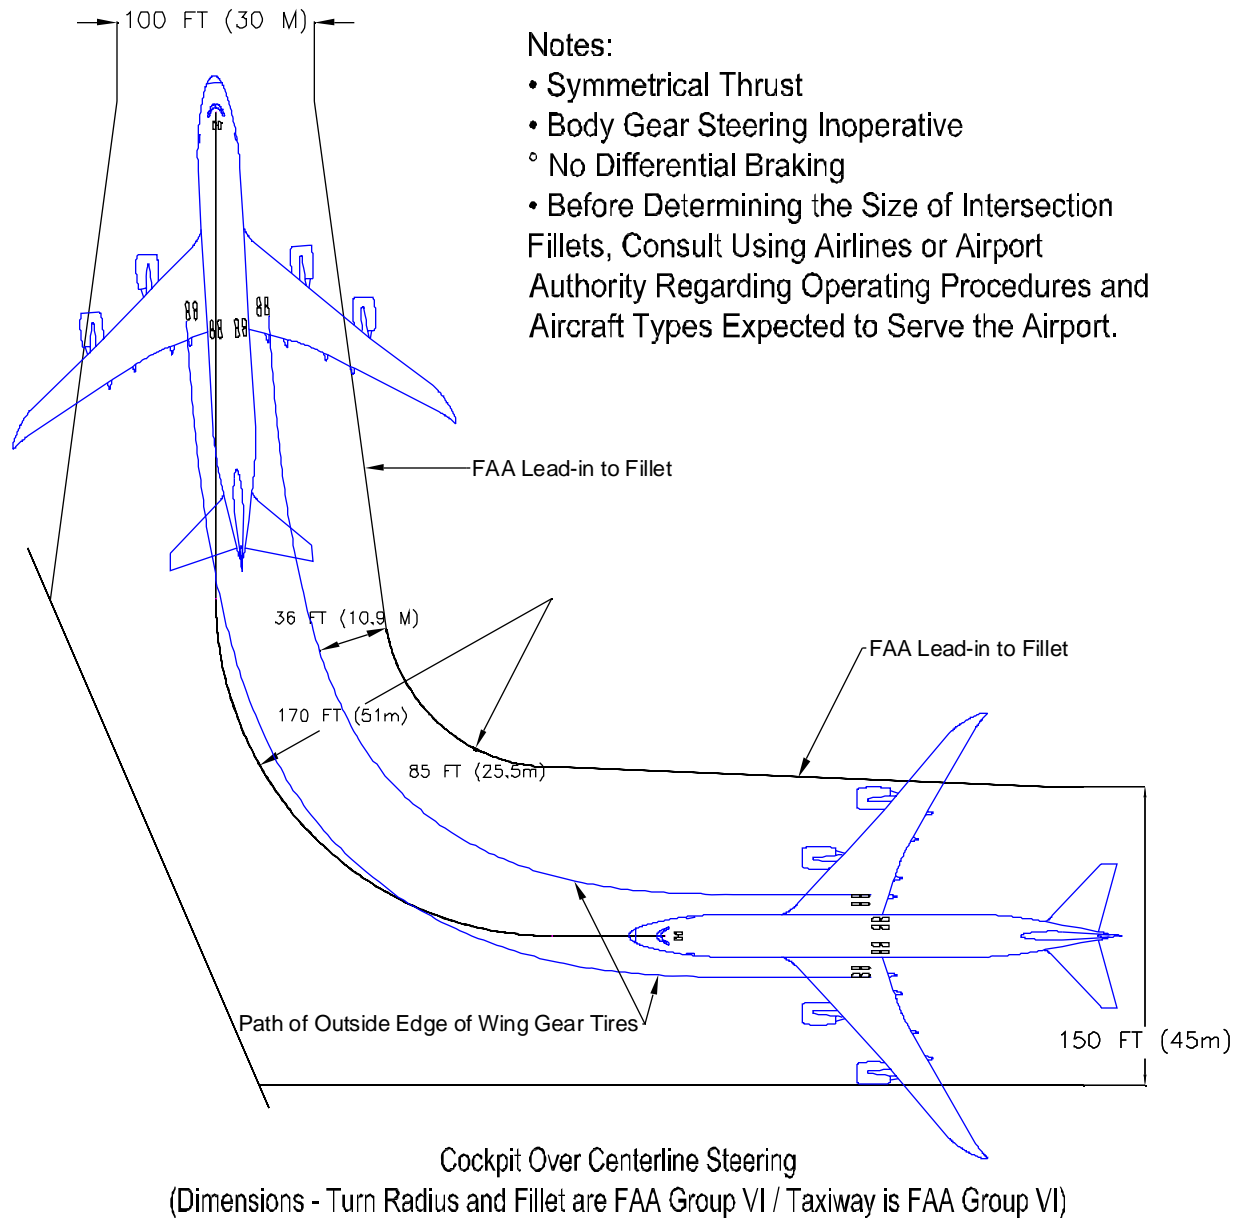 100 FT (30 M)
Notes:
• Symmetrical Thrust
• Body Gear Steering Inoperative
° No Differential Braking
• Before Determining the Size of Intersection
Fillets, Consult Using Airlines or Airport
Authority Regarding Operating Procedures and
Aircraft Types Expected to Serve the Airport.
FAA Lead-in to Fillet
36 FT (10.9 M)
FAA Lead-in to Fillet
170 FT (51m)
85 FT (25.5m)
Path of Outside Edge of Wing Gear Tires
150 FT (45m)
Cockpit Over Centerline Steering
(Dimensions - Turn Radius and Fillet are FAA Group VI / Taxiway is FAA Group VI)